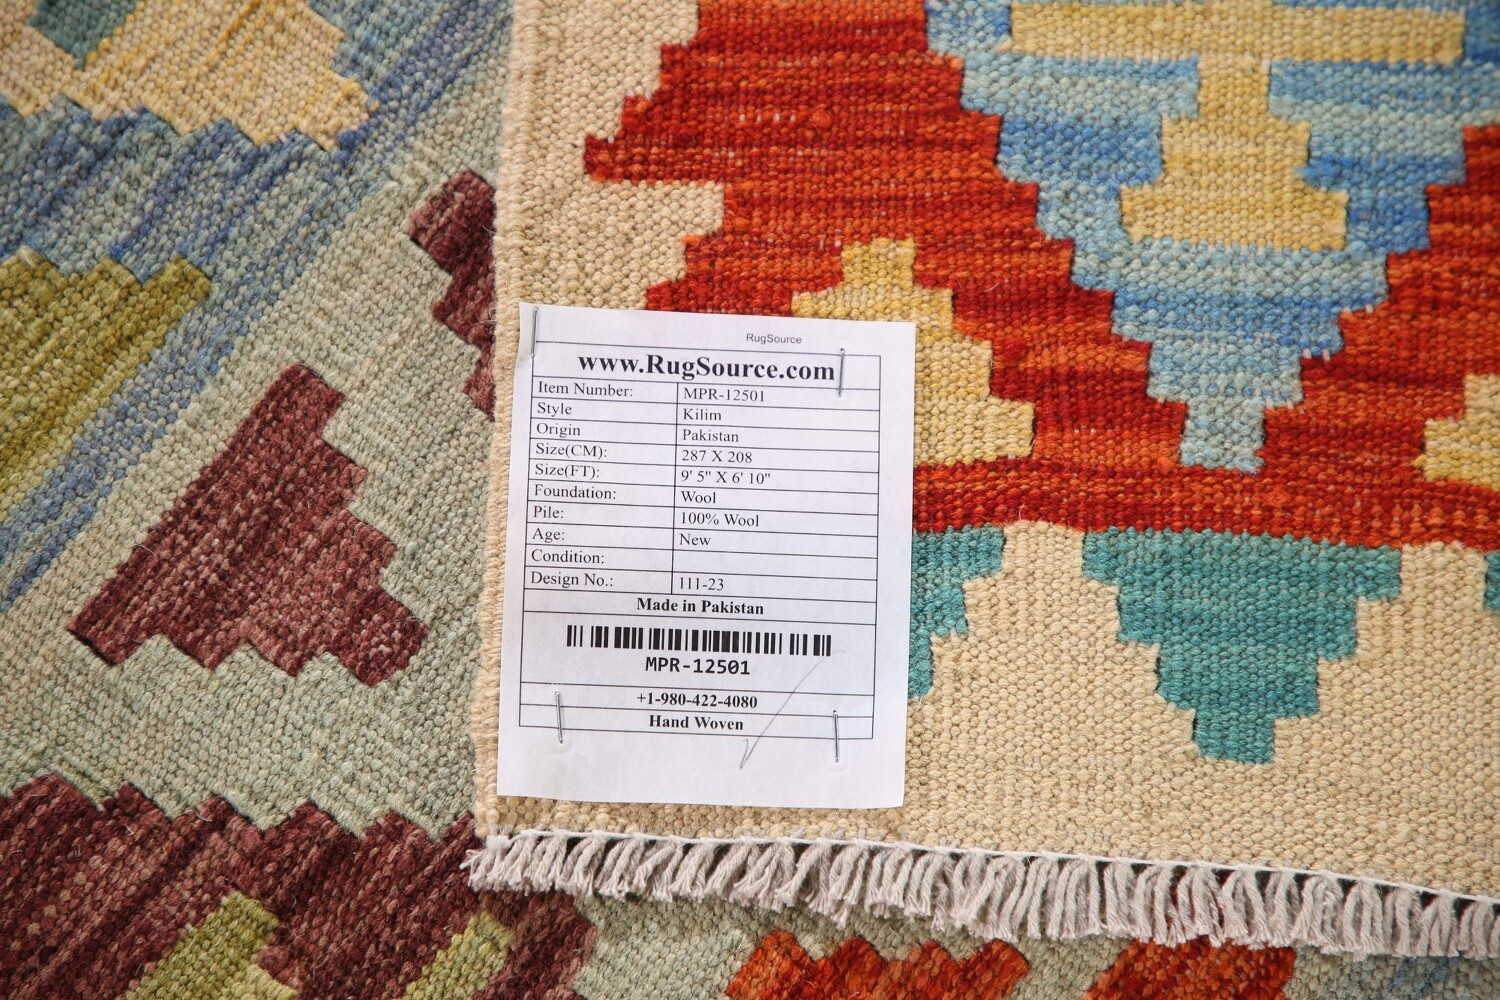 RugSource
www.RugSource.com
Item Number: MPR-12501
Style Kilim
Origin Pakistan
Size(CM): 287 X 208
Size(FT): 9' 5" X 6' 10"
Foundation: Wool
Pile: 100% Wool
Age: New
Condition:
Design No.: 111-23
Made in Pakistan
MPR-12501
+1-980-422-4080
Hand Woven